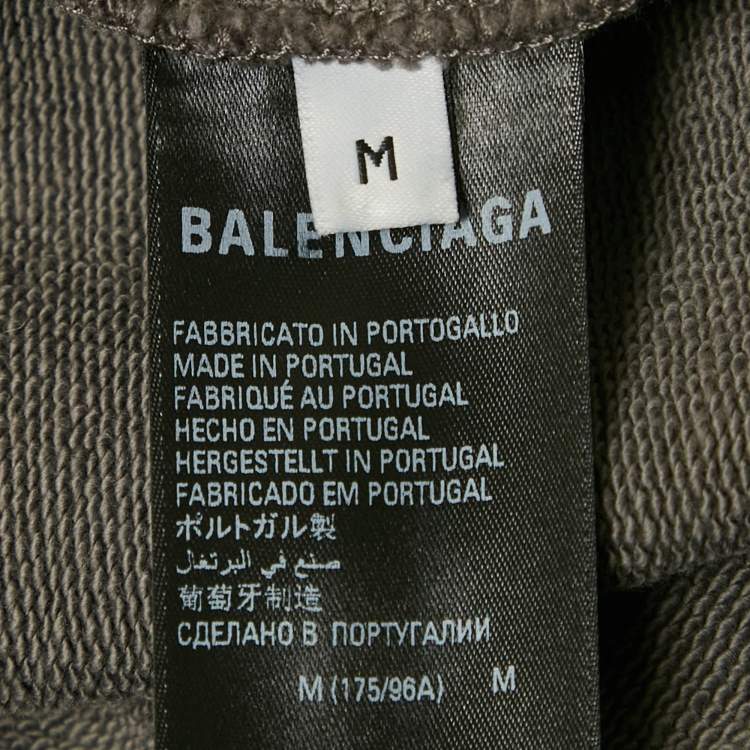 M
BALENCIAGA
FABBRICATO IN PORTOGALLO
MADE IN PORTUGAL
FABRIQUÉ AU PORTUGAL
HECHO EN PORTUGAL
HERGESTELLT IN PORTUGAL
FABRICADO EM PORTUGAL
ポルトガル製
صنع في البرتغال
葡萄牙制造
СДЕЛАНО В ПОРТУГАЛИИ
M (175/96A) M